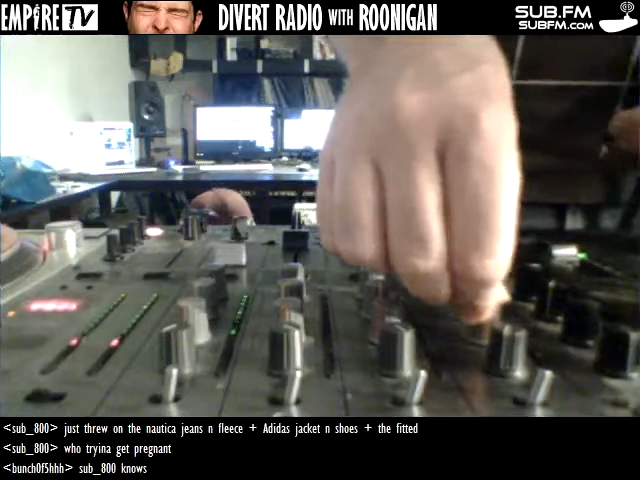 EMPIRE TV
DIVERT RADIO WITH ROONIGAN
SUB.FM
SUBFM.COM
<sub_800> just threw on the nautica jeans n fleece + Adidas jacket n shoes + the fitted
<sub_800> who tryina get pregnant
<bunch0f5hhh> sub_800 knows